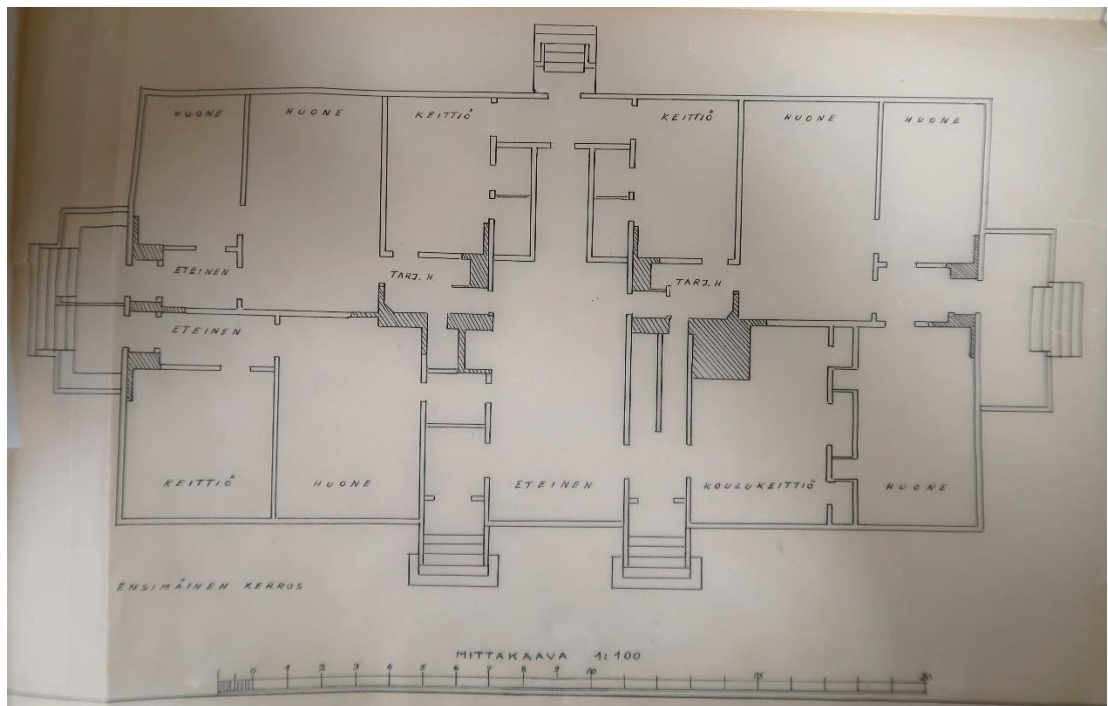 HUONE
HUONE
KEITTIÖ
KEITTIÖ
HUONE
HUONE
ETEINEN
TARJ. H.
TARJ. H
ETEINEN
KEITTIÖ
HUONE
ETEINEN
KOULUKEITTIÖ
HUONE
ENSIMÄINEN KERROS
MITTAKAAVA 1:100
0 1 2 3 4 5 6 7 8 9 10 15 20